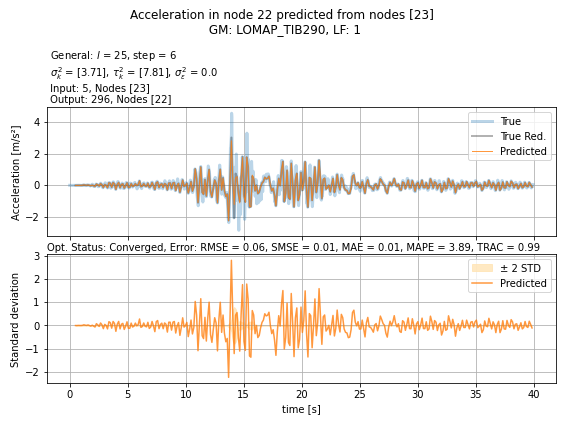 Acceleration in node 22 predicted from nodes [23]
GM: LOMAP_TIB290, LF: 1
General: l = 25, step = 6
σ²ₖ = [3.71], τ²ₖ = [7.81], σ²ε = 0.0
Input: 5, Nodes [23]
Output: 296, Nodes [22]
Acceleration [m/s²]
4
2
0
−2
True
True Red.
Predicted
Opt. Status: Converged, Error: RMSE = 0.06, SMSE = 0.01, MAE = 0.01, MAPE = 3.89, TRAC = 0.99
Standard deviation
3
2
1
0
−1
−2
± 2 STD
Predicted
0 5 10 15 20 25 30 35 40
time [s]